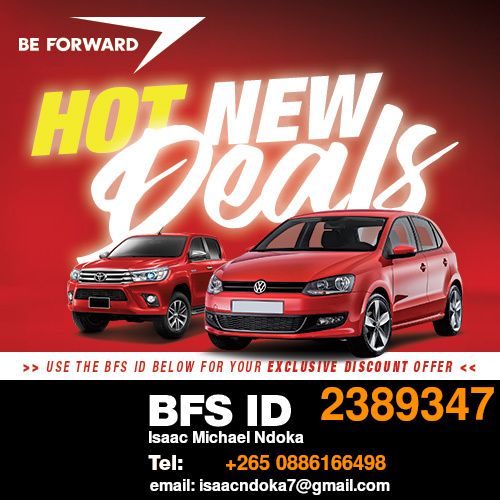 BE FORWARD
HOT NEW
Deals
>> USE THE BFS ID BELOW FOR YOUR EXCLUSIVE DISCOUNT OFFER <<
BFS ID 2389347
Isaac Michael Ndoka
Tel: +265 0886166498
email: isaacndoka7@gmail.com